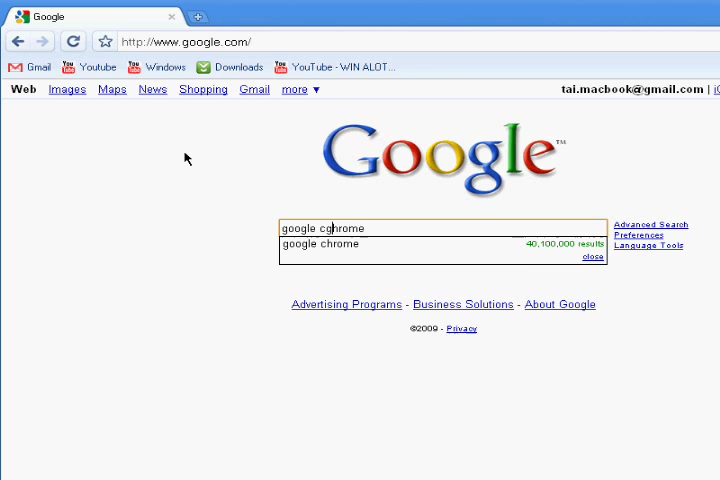 Google
http://www.google.com/
Gmail Youtube Windows Downloads YouTube - WIN ALOT...
Web Images Maps News Shopping Gmail more ▼ tai.macbook@gmail.com |
Google™
google cghrome
google chrome 40,100,000 results
close
Advanced Search
Preferences
Language Tools
Advertising Programs - Business Solutions - About Google
©2009 - Privacy